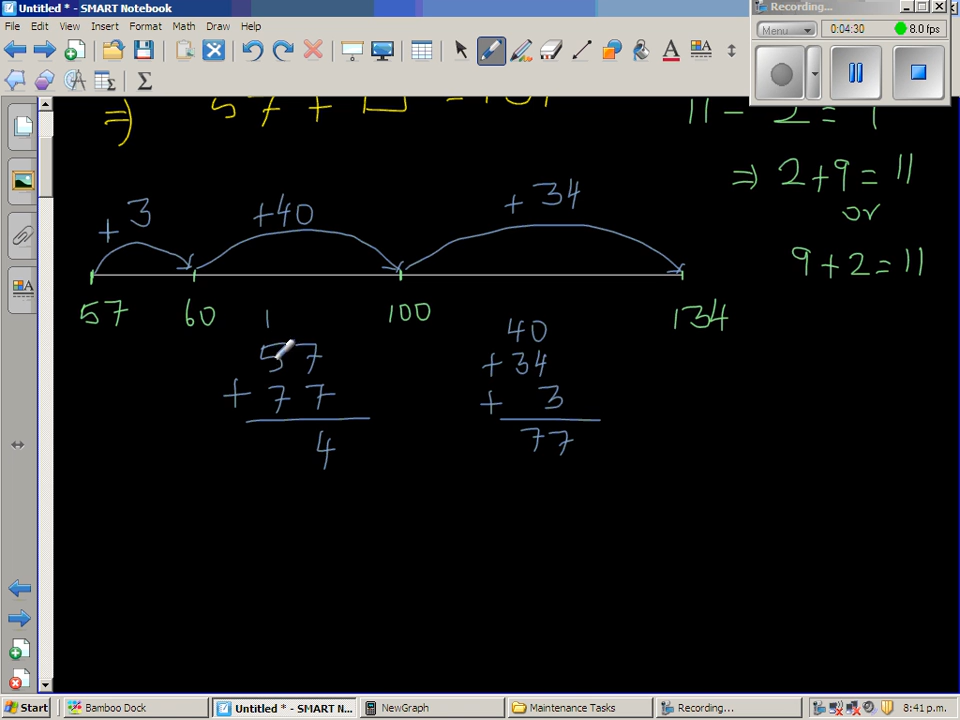 Untitled * - SMART Notebook
File Edit View Insert Format Math Draw Window Help
Recording...
Menu
0:04:30
8.0 fps
11 - 2 =
⇒ 2+9 = 11
or
9 + 2 = 11
+ 3
+40
+ 34
57 60 100 134
1
57
+ 77
4
40
+ 34
+ 3
77
Start
Bamboo Dock
Untitled * - SMART N...
NewGraph
Maintenance Tasks
Recording...
8:41 p.m.